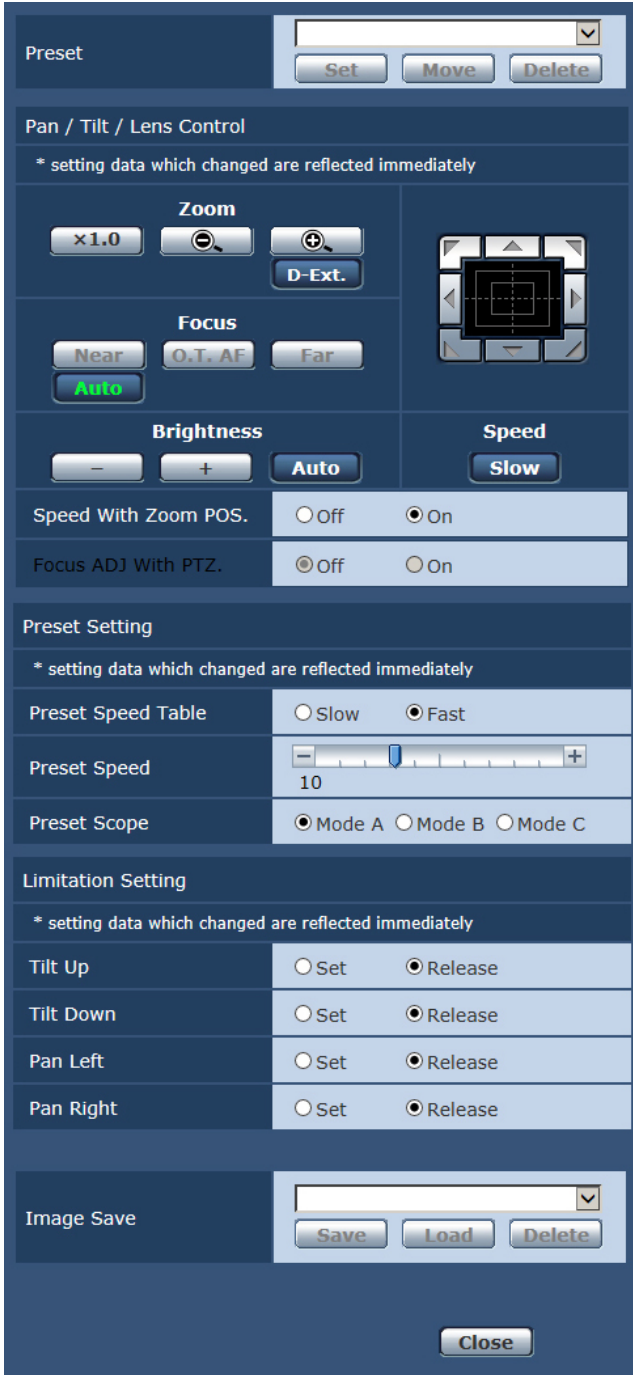 Preset
Set Move Delete
Pan / Tilt / Lens Control
* setting data which changed are reflected immediately
Zoom
×1.0
D-Ext.
Focus
Near O.T. AF Far
Auto
Brightness
− + Auto
Speed
Slow
Speed With Zoom POS. Off On
Focus ADJ With PTZ. Off On
Preset Setting
* setting data which changed are reflected immediately
Preset Speed Table Slow Fast
Preset Speed − +
10
Preset Scope Mode A Mode B Mode C
Limitation Setting
* setting data which changed are reflected immediately
Tilt Up Set Release
Tilt Down Set Release
Pan Left Set Release
Pan Right Set Release
Image Save
Save Load Delete
Close